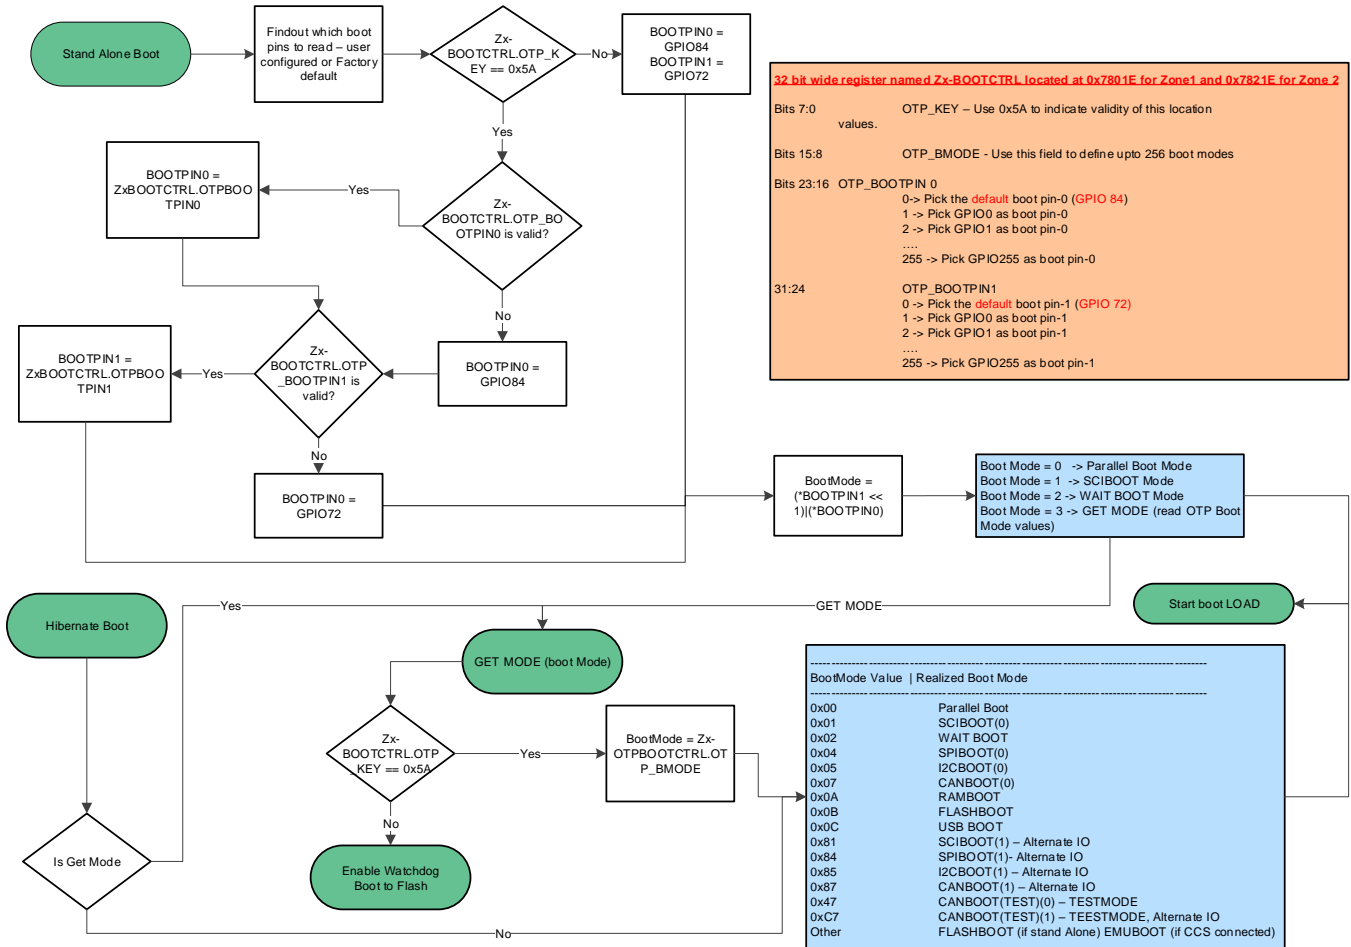 Stand Alone Boot
Findout which boot
pins to read – user
configured or Factory
default
Zx-
BOOTCTRL.OTP_K
EY == 0x5A
No
BOOTPIN0 =
GPIO84
BOOTPIN1 =
GPIO72
Yes
32 bit wide register named Zx-BOOTCTRL located at 0x7801E for Zone1 and 0x7821E for Zone 2
Bits 7:0 OTP_KEY – Use 0x5A to indicate validity of this location
values.
Bits 15:8 OTP_BMODE - Use this field to define upto 256 boot modes
Bits 23:16 OTP_BOOTPIN 0
0-> Pick the default boot pin-0 (GPIO 84)
1 -> Pick GPIO0 as boot pin-0
2 -> Pick GPIO1 as boot pin-0
....
255 -> Pick GPIO255 as boot pin-0
31:24 OTP_BOOTPIN1
0 -> Pick the default boot pin-1 (GPIO 72)
1 -> Pick GPIO0 as boot pin-1
2 -> Pick GPIO1 as boot pin-1
....
255 -> Pick GPIO255 as boot pin-1
BOOTPIN0 =
ZxBOOTCTRL.OTPBOO
TPIN0
Yes
Zx-
BOOTCTRL.OTP_BO
OTPIN0 is valid?
No
BOOTPIN0 =
GPIO84
Zx-
BOOTCTRL.OTP
_BOOTPIN1 is
valid?
Yes
BOOTPIN1 =
ZxBOOTCTRL.OTPBOO
TPIN1
No
BOOTPIN0 =
GPIO72
BootMode =
(*BOOTPIN1 <<
1)|(*BOOTPIN0)
Boot Mode = 0 -> Parallel Boot Mode
Boot Mode = 1 -> SCIBOOT Mode
Boot Mode = 2 -> WAIT BOOT Mode
Boot Mode = 3 -> GET MODE (read OTP Boot
Mode values)
Hibernate Boot
Yes
GET MODE
Start boot LOAD
GET MODE (boot Mode)
Zx-
BOOTCTRL.OTP
_KEY == 0x5A
Yes
BootMode = Zx-
OTPBOOTCTRL.OT
P_BMODE
No
Enable Watchdog
Boot to Flash
Is Get Mode
No
BootMode Value | Realized Boot Mode
0x00 Parallel Boot
0x01 SCIBOOT(0)
0x02 WAIT BOOT
0x04 SPIBOOT(0)
0x05 I2CBOOT(0)
0x07 CANBOOT(0)
0x0A RAMBOOT
0x0B FLASHBOOT
0x0C USB BOOT
0x81 SCIBOOT(1) – Alternate IO
0x84 SPIBOOT(1)- Alternate IO
0x85 I2CBOOT(1) – Alternate IO
0x87 CANBOOT(1) – Alternate IO
0x47 CANBOOT(TEST)(0) – TESTMODE
0xC7 CANBOOT(TEST)(1) – TEESTMODE, Alternate IO
Other FLASHBOOT (if stand Alone) EMUBOOT (if CCS connected)